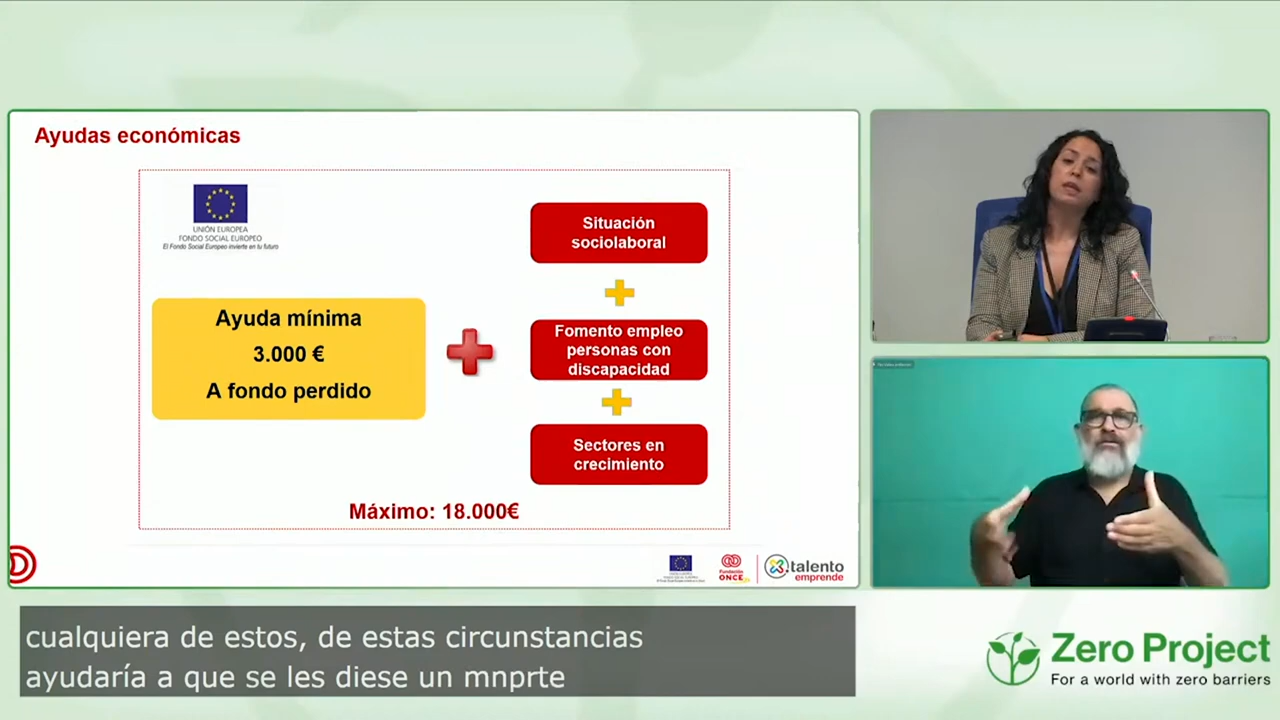 Ayudas económicas
UNIÓN EUROPEA
FONDO SOCIAL EUROPEO
El Fondo Social Europeo invierte en tu futuro
Ayuda mínima
3.000 €
A fondo perdido
Situación
sociolaboral
Fomento empleo
personas con
discapacidad
Sectores en
crecimiento
Máximo: 18.000€
Fundación
ONCE
talento
emprende
cualquiera de estos, de estas circunstancias
ayudaría a que se les diese un mnprte
Zero Project
For a world with zero barriers